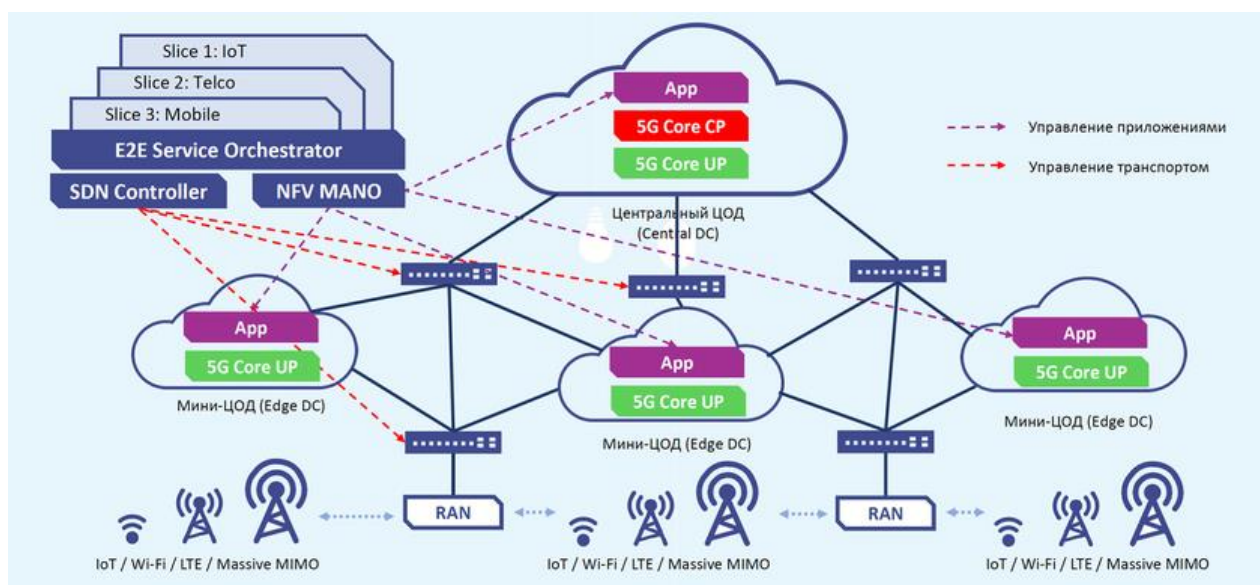 Slice 1: IoT
Slice 2: Telco
Slice 3: Mobile
E2E Service Orchestrator
SDN Controller
NFV MANO
App
5G Core CP
5G Core UP
Центральный ЦОД
(Central DC)
Управление приложениями
Управление транспортом
App
5G Core UP
Мини-ЦОД (Edge DC)
App
5G Core UP
Мини-ЦОД (Edge DC)
App
5G Core UP
Мини-ЦОД (Edge DC)
RAN
RAN
IoT / Wi-Fi / LTE / Massive MIMO
IoT / Wi-Fi / LTE / Massive MIMO
IoT / Wi-Fi / LTE / Massive MIMO